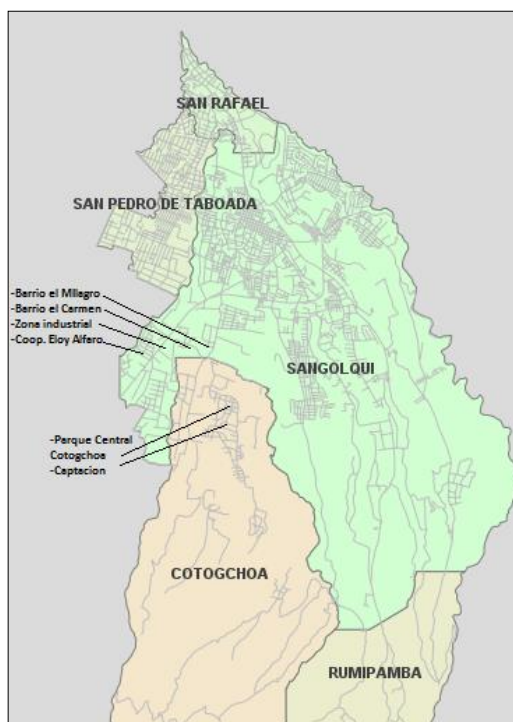 SAN RAFAEL
SAN PEDRO DE TABOADA
-Barrio el Milagro
-Barrio el Carmen
-Zona industrial
-Coop. Eloy Alfaro
SANGOLQUI
-Parque Central
Cotogchoa
-Captacion
COTOGCHOA
RUMIPAMBA